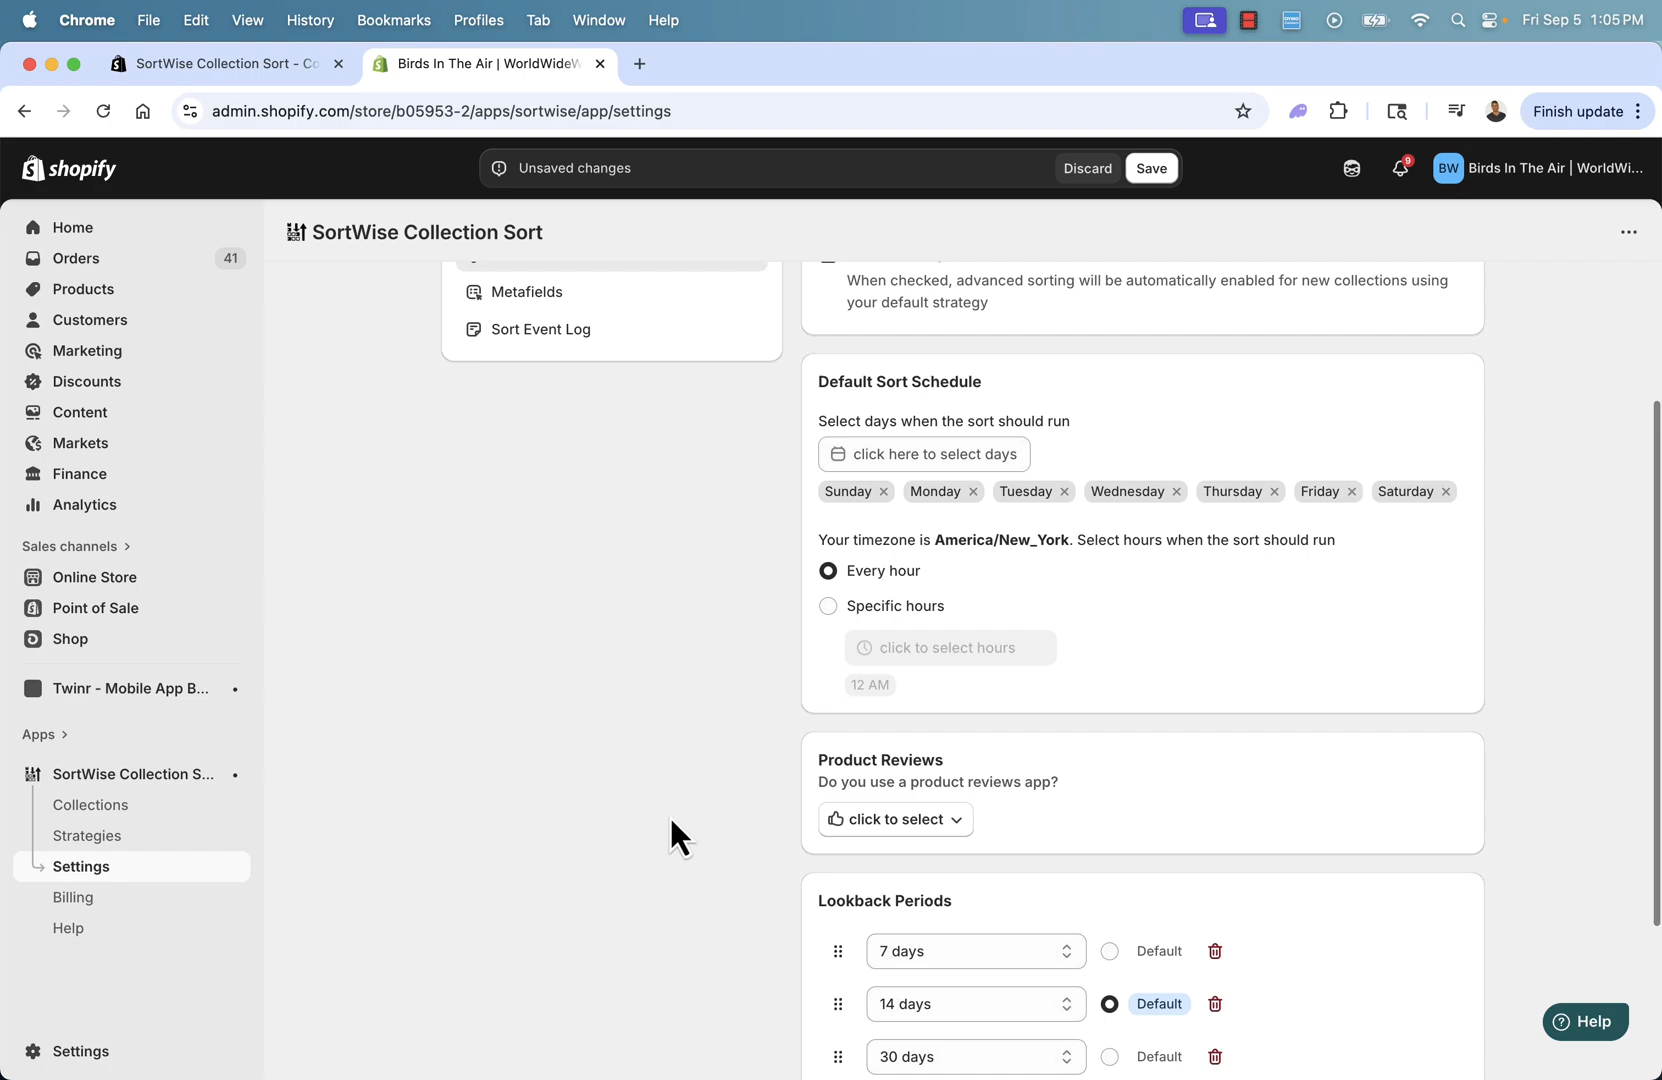 Chrome File Edit View History Bookmarks Profiles Tab Window Help Fri Sep 5 1:05 PM
SortWise Collection Sort - Co
Birds In The Air | WorldWideW
admin.shopify.com/store/b05953-2/apps/sortwise/app/settings
Finish update
shopify
Unsaved changes
Discard
Save
9
BW
Birds In The Air | WorldWi...
Home
Orders 41
Products
Customers
Marketing
Discounts
Content
Markets
Finance
Analytics
Sales channels
Online Store
Point of Sale
Shop
Twinr - Mobile App B...
Apps
SortWise Collection S...
Collections
Strategies
Settings
Billing
Help
Settings
SortWise Collection Sort
Metafields
Sort Event Log
When checked, advanced sorting will be automatically enabled for new collections using
your default strategy
Default Sort Schedule
Select days when the sort should run
click here to select days
Sunday Monday Tuesday Wednesday Thursday Friday Saturday
Your timezone is America/New_York. Select hours when the sort should run
Every hour
Specific hours
click to select hours
12 AM
Product Reviews
Do you use a product reviews app?
click to select
Lookback Periods
7 days Default
14 days Default
30 days Default
Help